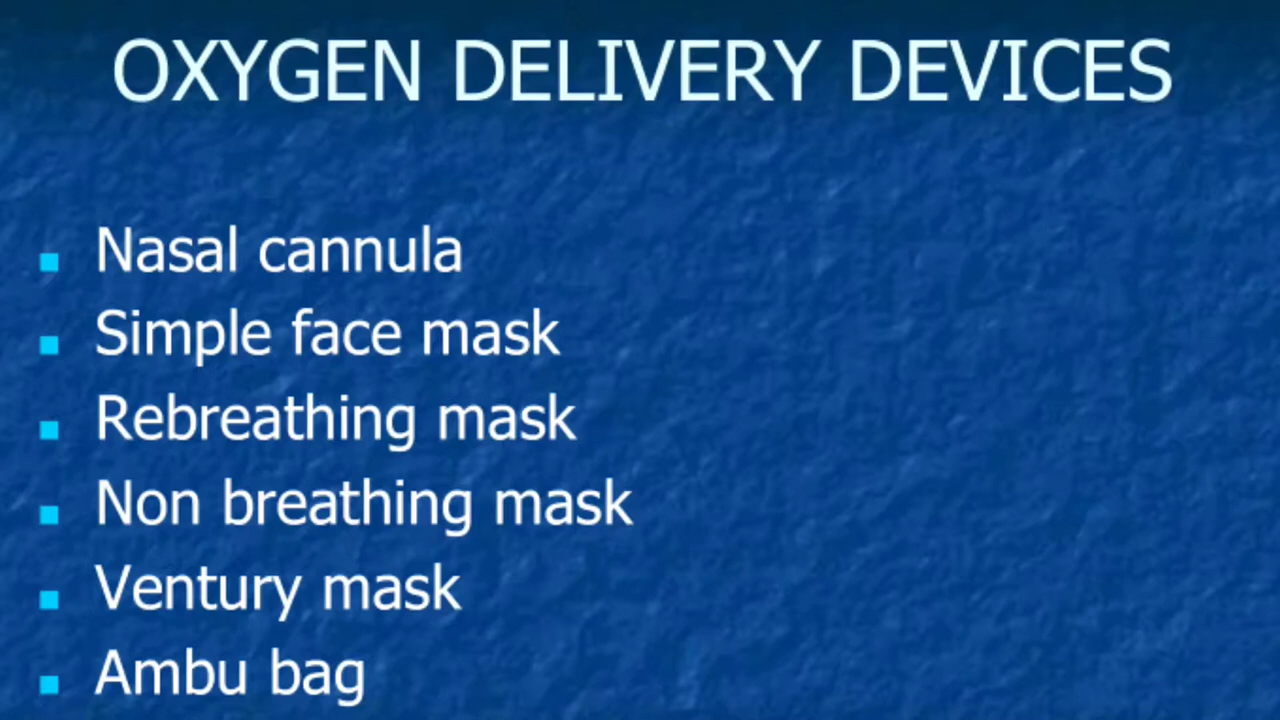 OXYGEN DELIVERY DEVICES
Nasal cannula
Simple face mask
Rebreathing mask
Non breathing mask
Ventury mask
Ambu bag